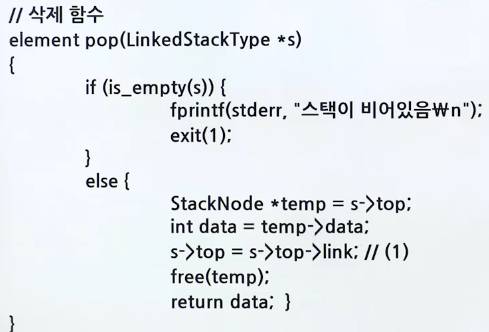 // 삭제 함수
element pop(LinkedStackType *s)
{
if (is_empty(s)) {
fprintf(stderr, "스택이 비어있음₩n");
exit(1);
}
else {
StackNode *temp = s->top;
int data = temp->data;
s->top = s->top->link; // (1)
free(temp);
return data; }
}